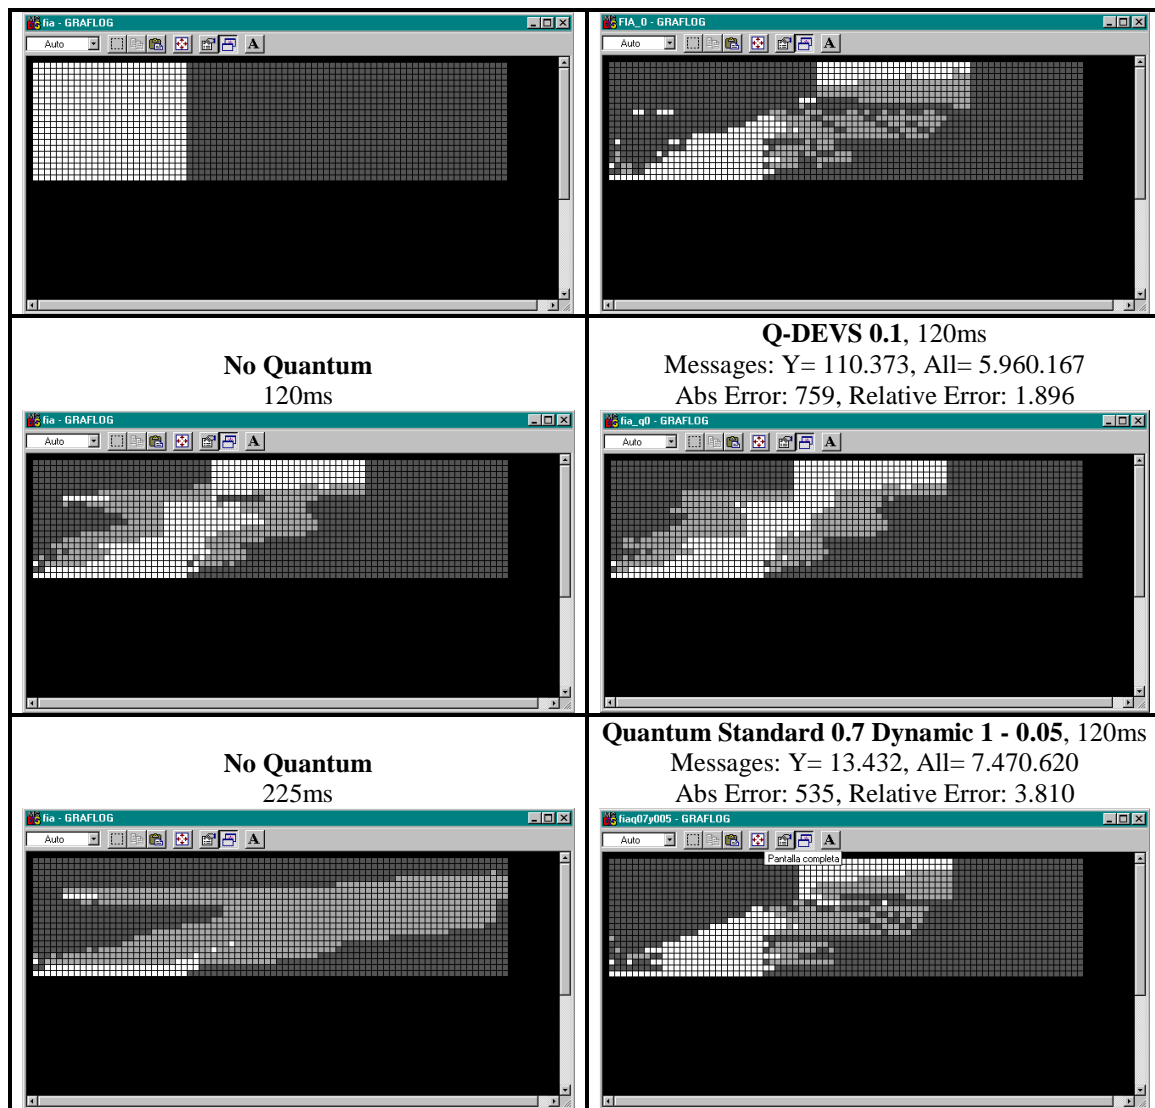 fia - GRAFLOG
Auto
A
FIA_0 - GRAFLOG
Auto
A
No Quantum
120ms
Q-DEVS 0.1, 120ms
Messages: Y= 110.373, All= 5.960.167
Abs Error: 759, Relative Error: 1.896
fia - GRAFLOG
Auto
A
fia_q0 - GRAFLOG
Auto
A
No Quantum
225ms
Quantum Standard 0.7 Dynamic 1 - 0.05, 120ms
Messages: Y= 13.432, All= 7.470.620
Abs Error: 535, Relative Error: 3.810
fia - GRAFLOG
Auto
A
fiaq07y005 - GRAFLOG
Auto
A
Pantalla completa